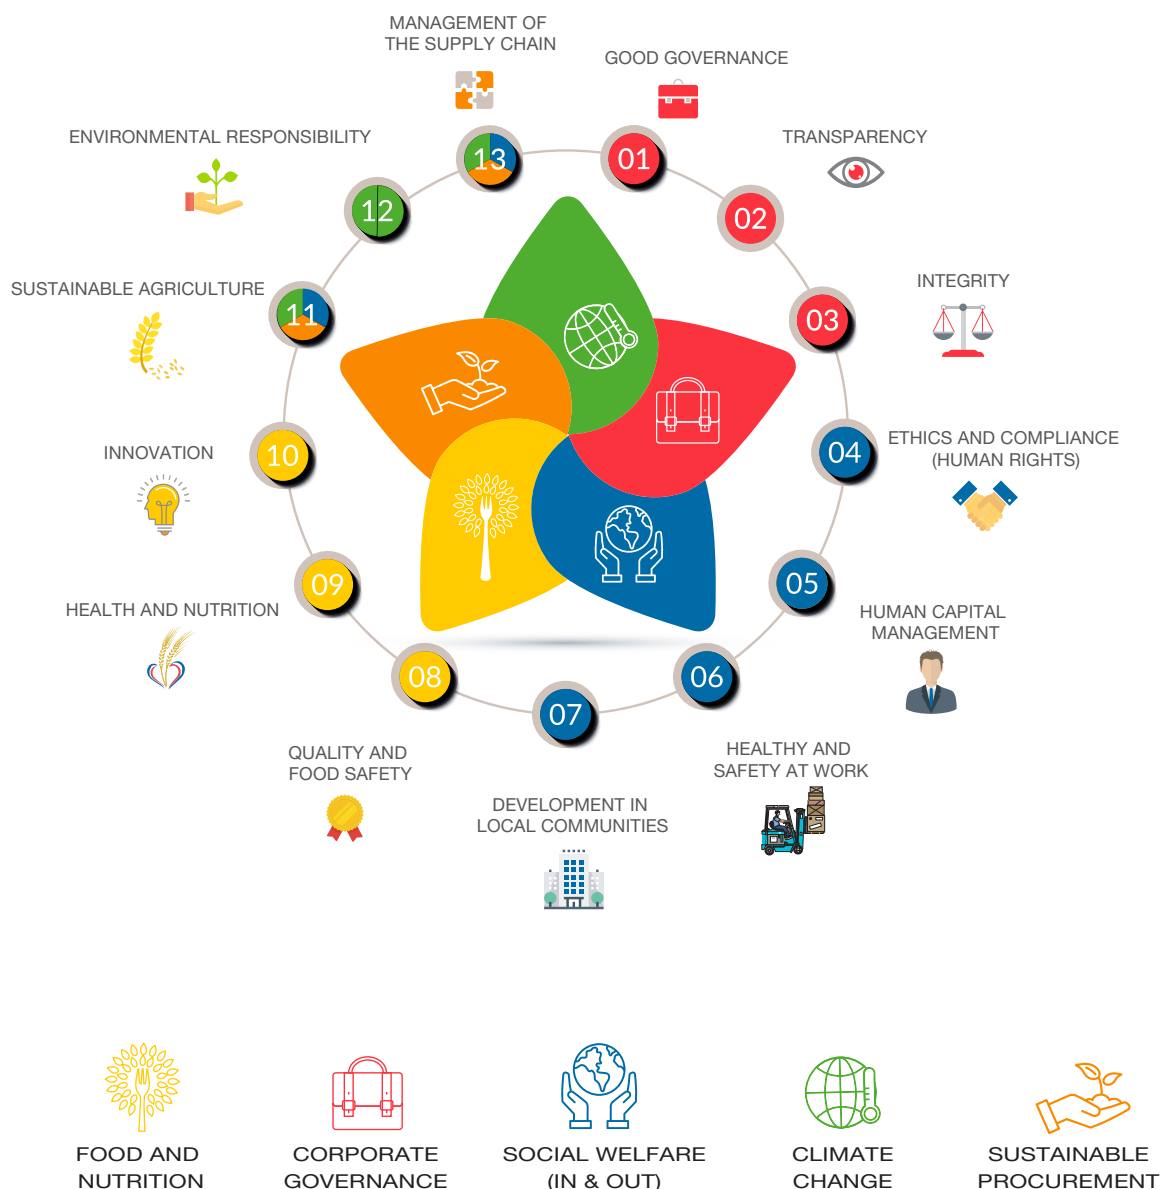 MANAGEMENT OF
THE SUPPLY CHAIN
GOOD GOVERNANCE
ENVIRONMENTAL RESPONSIBILITY
TRANSPARENCY
13
01
12
02
SUSTAINABLE AGRICULTURE
INTEGRITY
11
03
INNOVATION
10
04
ETHICS AND COMPLIANCE
(HUMAN RIGHTS)
09
05
HEALTH AND NUTRITION
HUMAN CAPITAL
MANAGEMENT
08
06
07
QUALITY AND
FOOD SAFETY
HEALTHY AND
SAFETY AT WORK
DEVELOPMENT IN
LOCAL COMMUNITIES
FOOD AND
NUTRITION
CORPORATE
GOVERNANCE
SOCIAL WELFARE
(IN & OUT)
CLIMATE
CHANGE
SUSTAINABLE
PROCUREMENT